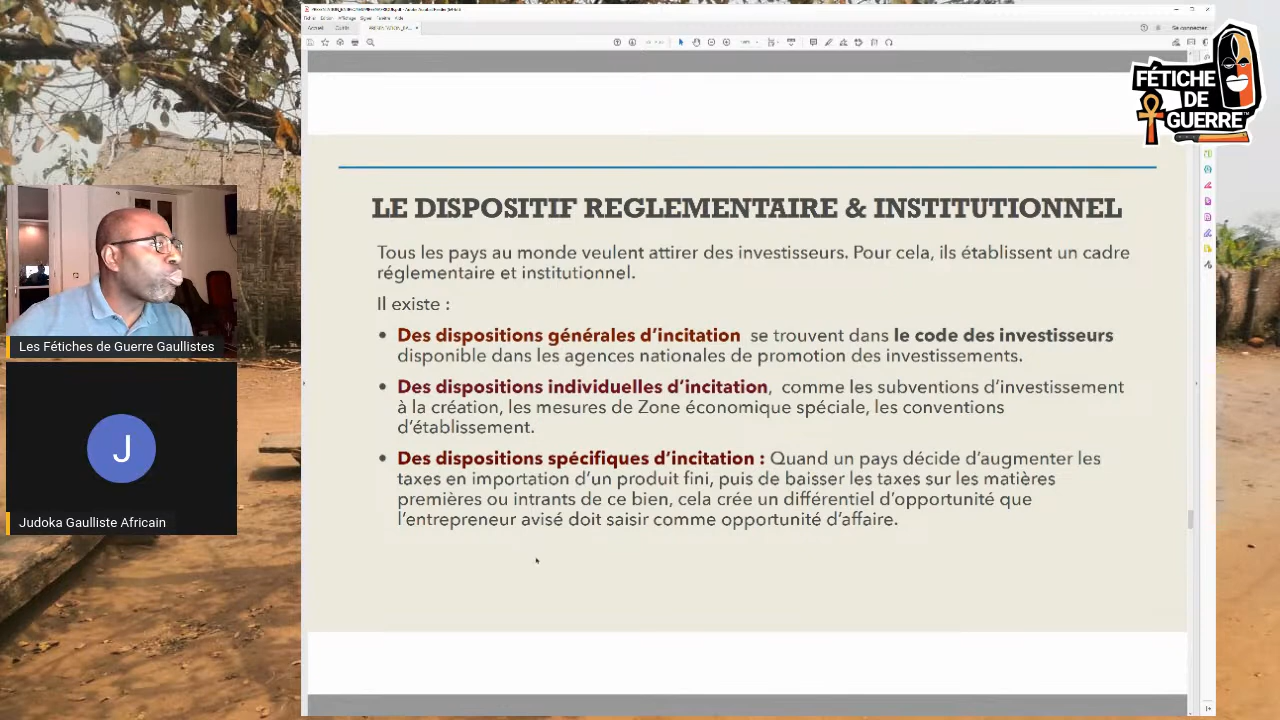 Se connecter
FÉTICHE
DE
GUERRE
LE DISPOSITIF REGLEMENTAIRE & INSTITUTIONNEL
Tous les pays au monde veulent attirer des investisseurs. Pour cela, ils établissent un cadre
réglementaire et institutionnel.
Il existe :
• Des dispositions générales d’incitation se trouvent dans le code des investisseurs
disponible dans les agences nationales de promotion des investissements.
• Des dispositions individuelles d’incitation, comme les subventions d’investissement
à la création, les mesures de Zone économique spéciale, les conventions
d’établissement.
• Des dispositions spécifiques d’incitation : Quand un pays décide d’augmenter les
taxes en importation d’un produit fini, puis de baisser les taxes sur les matières
premières ou intrants de ce bien, cela crée un différentiel d’opportunité que
l’entrepreneur avisé doit saisir comme opportunité d’affaire.
Les Fétiches de Guerre Gaullistes
J
Judoka Gaulliste Africain